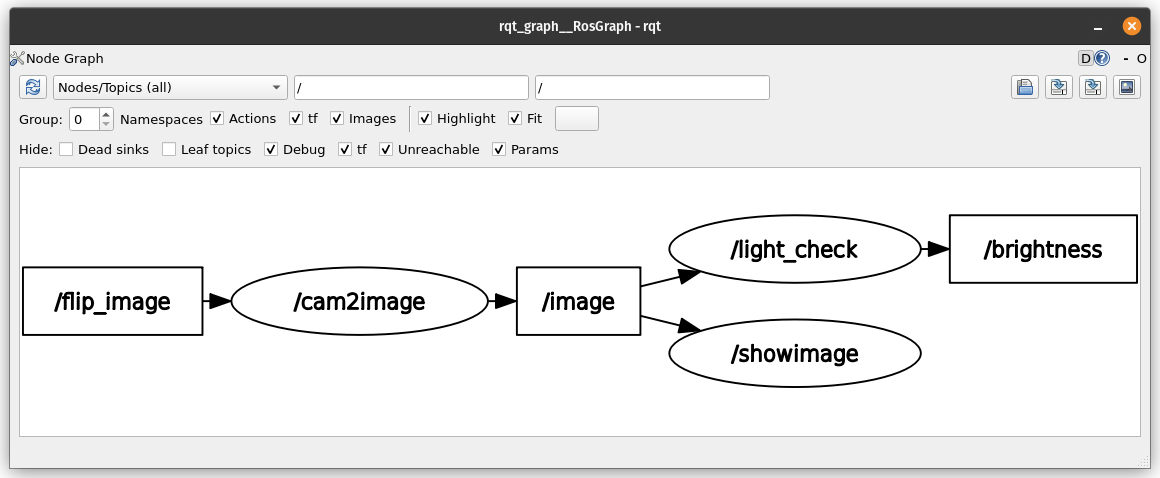 rqt_graph__RosGraph - rqt
Node Graph
D ? - O
Nodes/Topics (all) / /
Group: 0 Namespaces Actions tf Images Highlight Fit
Hide: Dead sinks Leaf topics Debug tf Unreachable Params
/light_check
/brightness
/flip_image
/cam2image
/image
/showimage